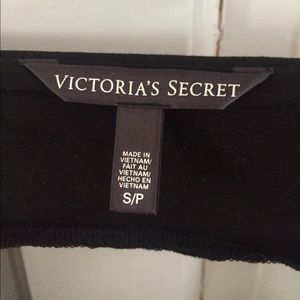 VICTORIA'S SECRET
MADE IN
VIETNAM/
FAIT AU
VIETNAM/
HECHO EN
VIETNAM
S/P